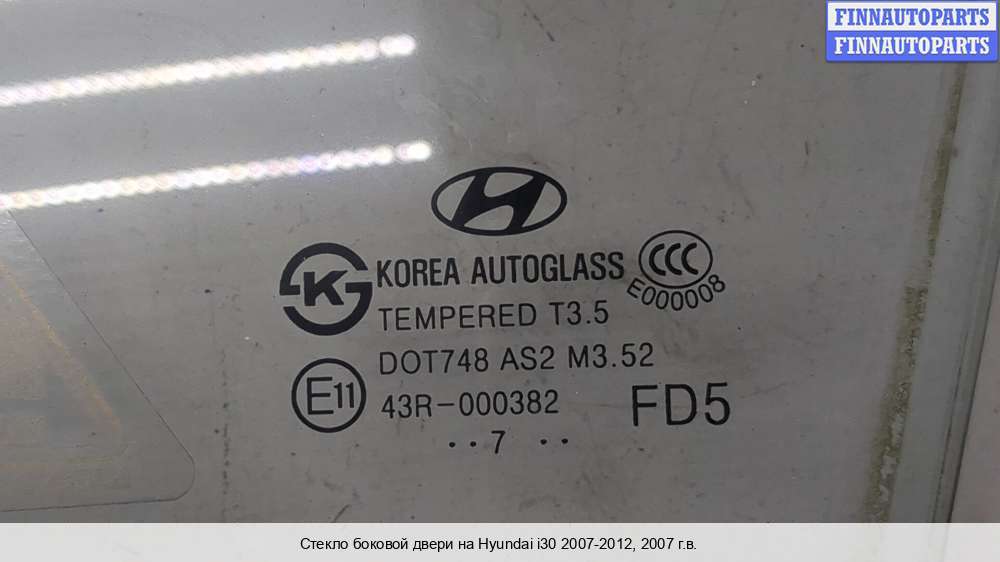 FINNAUTOPARTS
FINNAUTOPARTS
KOREA AUTOGLASS
CCC
E000008
K
TEMPERED T3.5
DOT748 AS2 M3.52
E11
43R-000382
FD5
..7 ..
Стекло боковой двери на Hyundai i30 2007-2012, 2007 г.в.